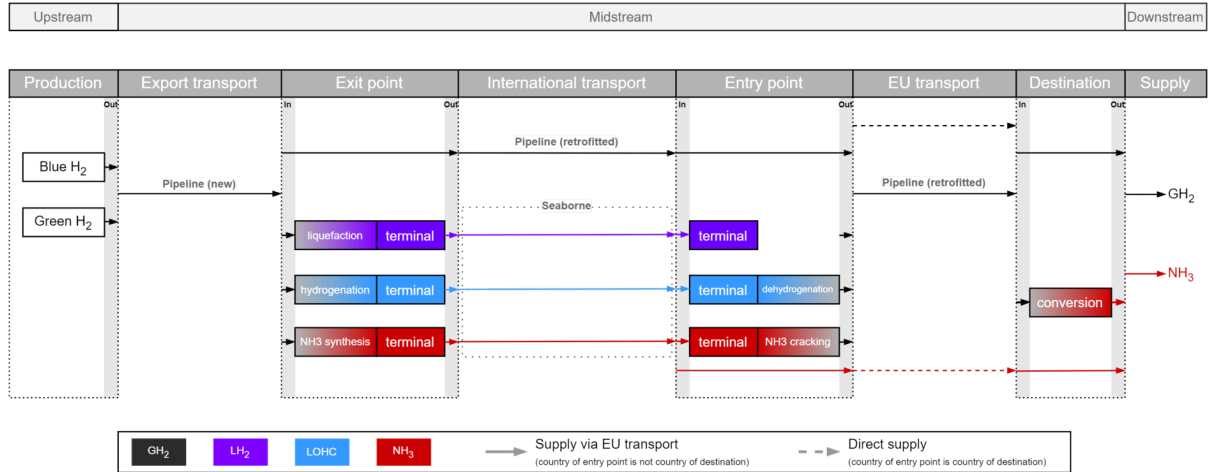 Upstream Midstream Downstream
Production Export transport Exit point International transport Entry point EU transport Destination Supply
Out In Out In Out In Out
Pipeline (retrofitted)
Blue H2
Pipeline (new) Pipeline (retrofitted)
GH2
Green H2
Seaborne
liquefaction terminal terminal
NH3
hydrogenation terminal terminal dehydrogenation
conversion
NH3 synthesis terminal terminal NH3 cracking
GH2 LH2 LOHC NH3 Supply via EU transport Direct supply
(country of entry point is not country of destination) (country of entry point is country of destination)